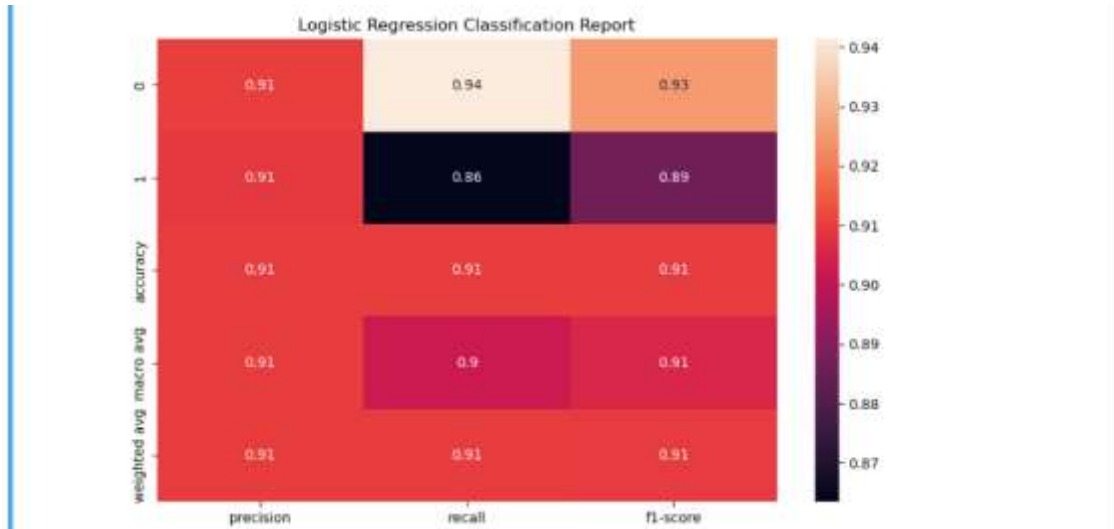 Logistic Regression Classification Report
0 0.91 0.94 0.93
1 0.91 0.86 0.89
accuracy 0.91 0.91 0.91
macro avg 0.91 0.9 0.91
weighted avg 0.91 0.91 0.91
precision recall f1-score
0.94
0.93
0.92
0.91
0.90
0.89
0.88
0.87